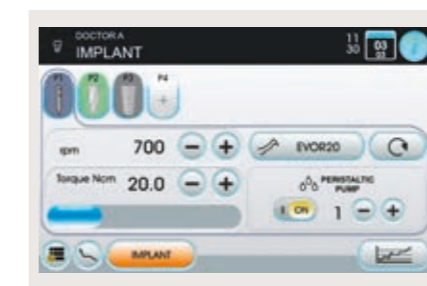 DOCTOR A
IMPLANT
11
30
03
P1 P2 P3 P4
rpm 700 EVOR20
Torque Ncm 20.0 PERISTALTIC
PUMP
ON 1
IMPLANT